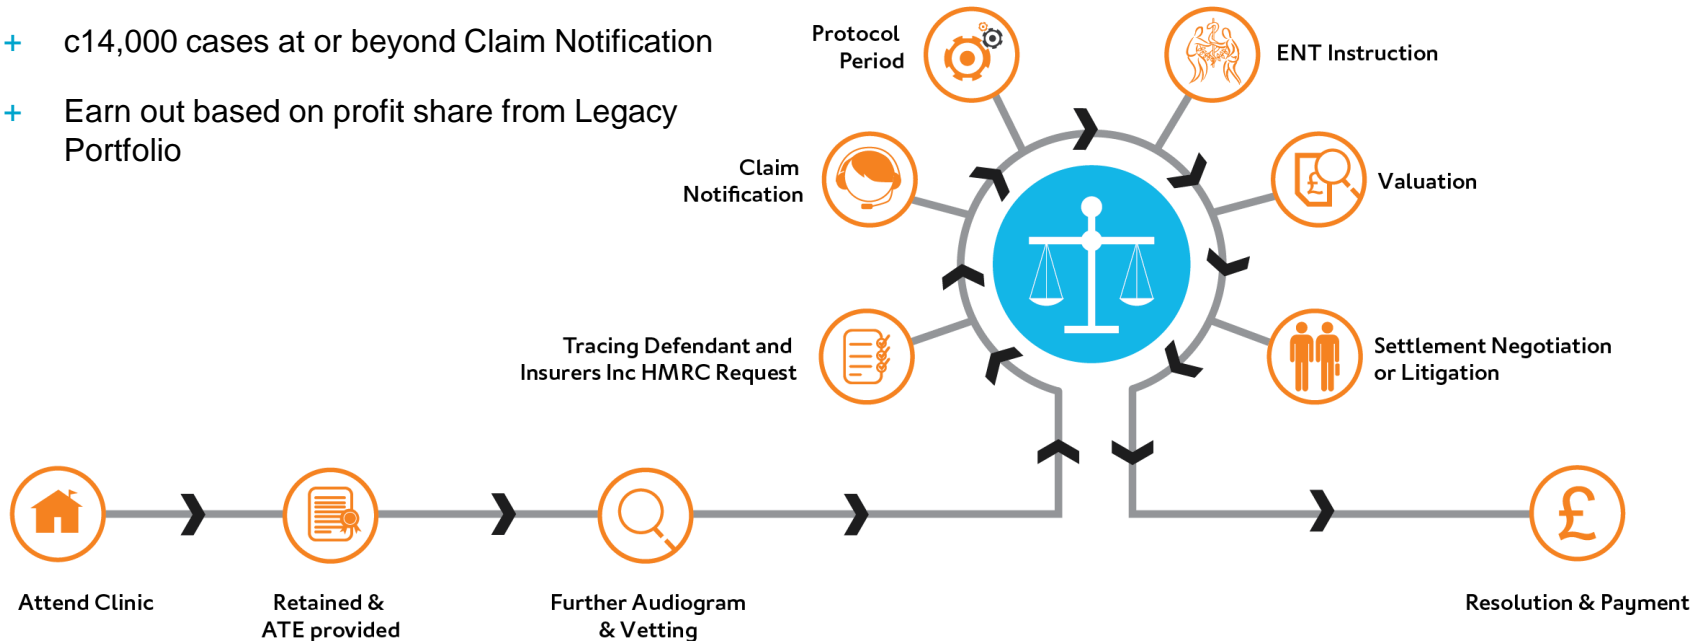 + c14,000 cases at or beyond Claim Notification
+ Earn out based on profit share from Legacy
Portfolio
Protocol
Period
ENT Instruction
Claim
Notification
£
Valuation
Tracing Defendant and
Insurers Inc HMRC Request
Settlement Negotiation
or Litigation
£
Attend Clinic
Retained &
ATE provided
Further Audiogram
& Vetting
Resolution & Payment